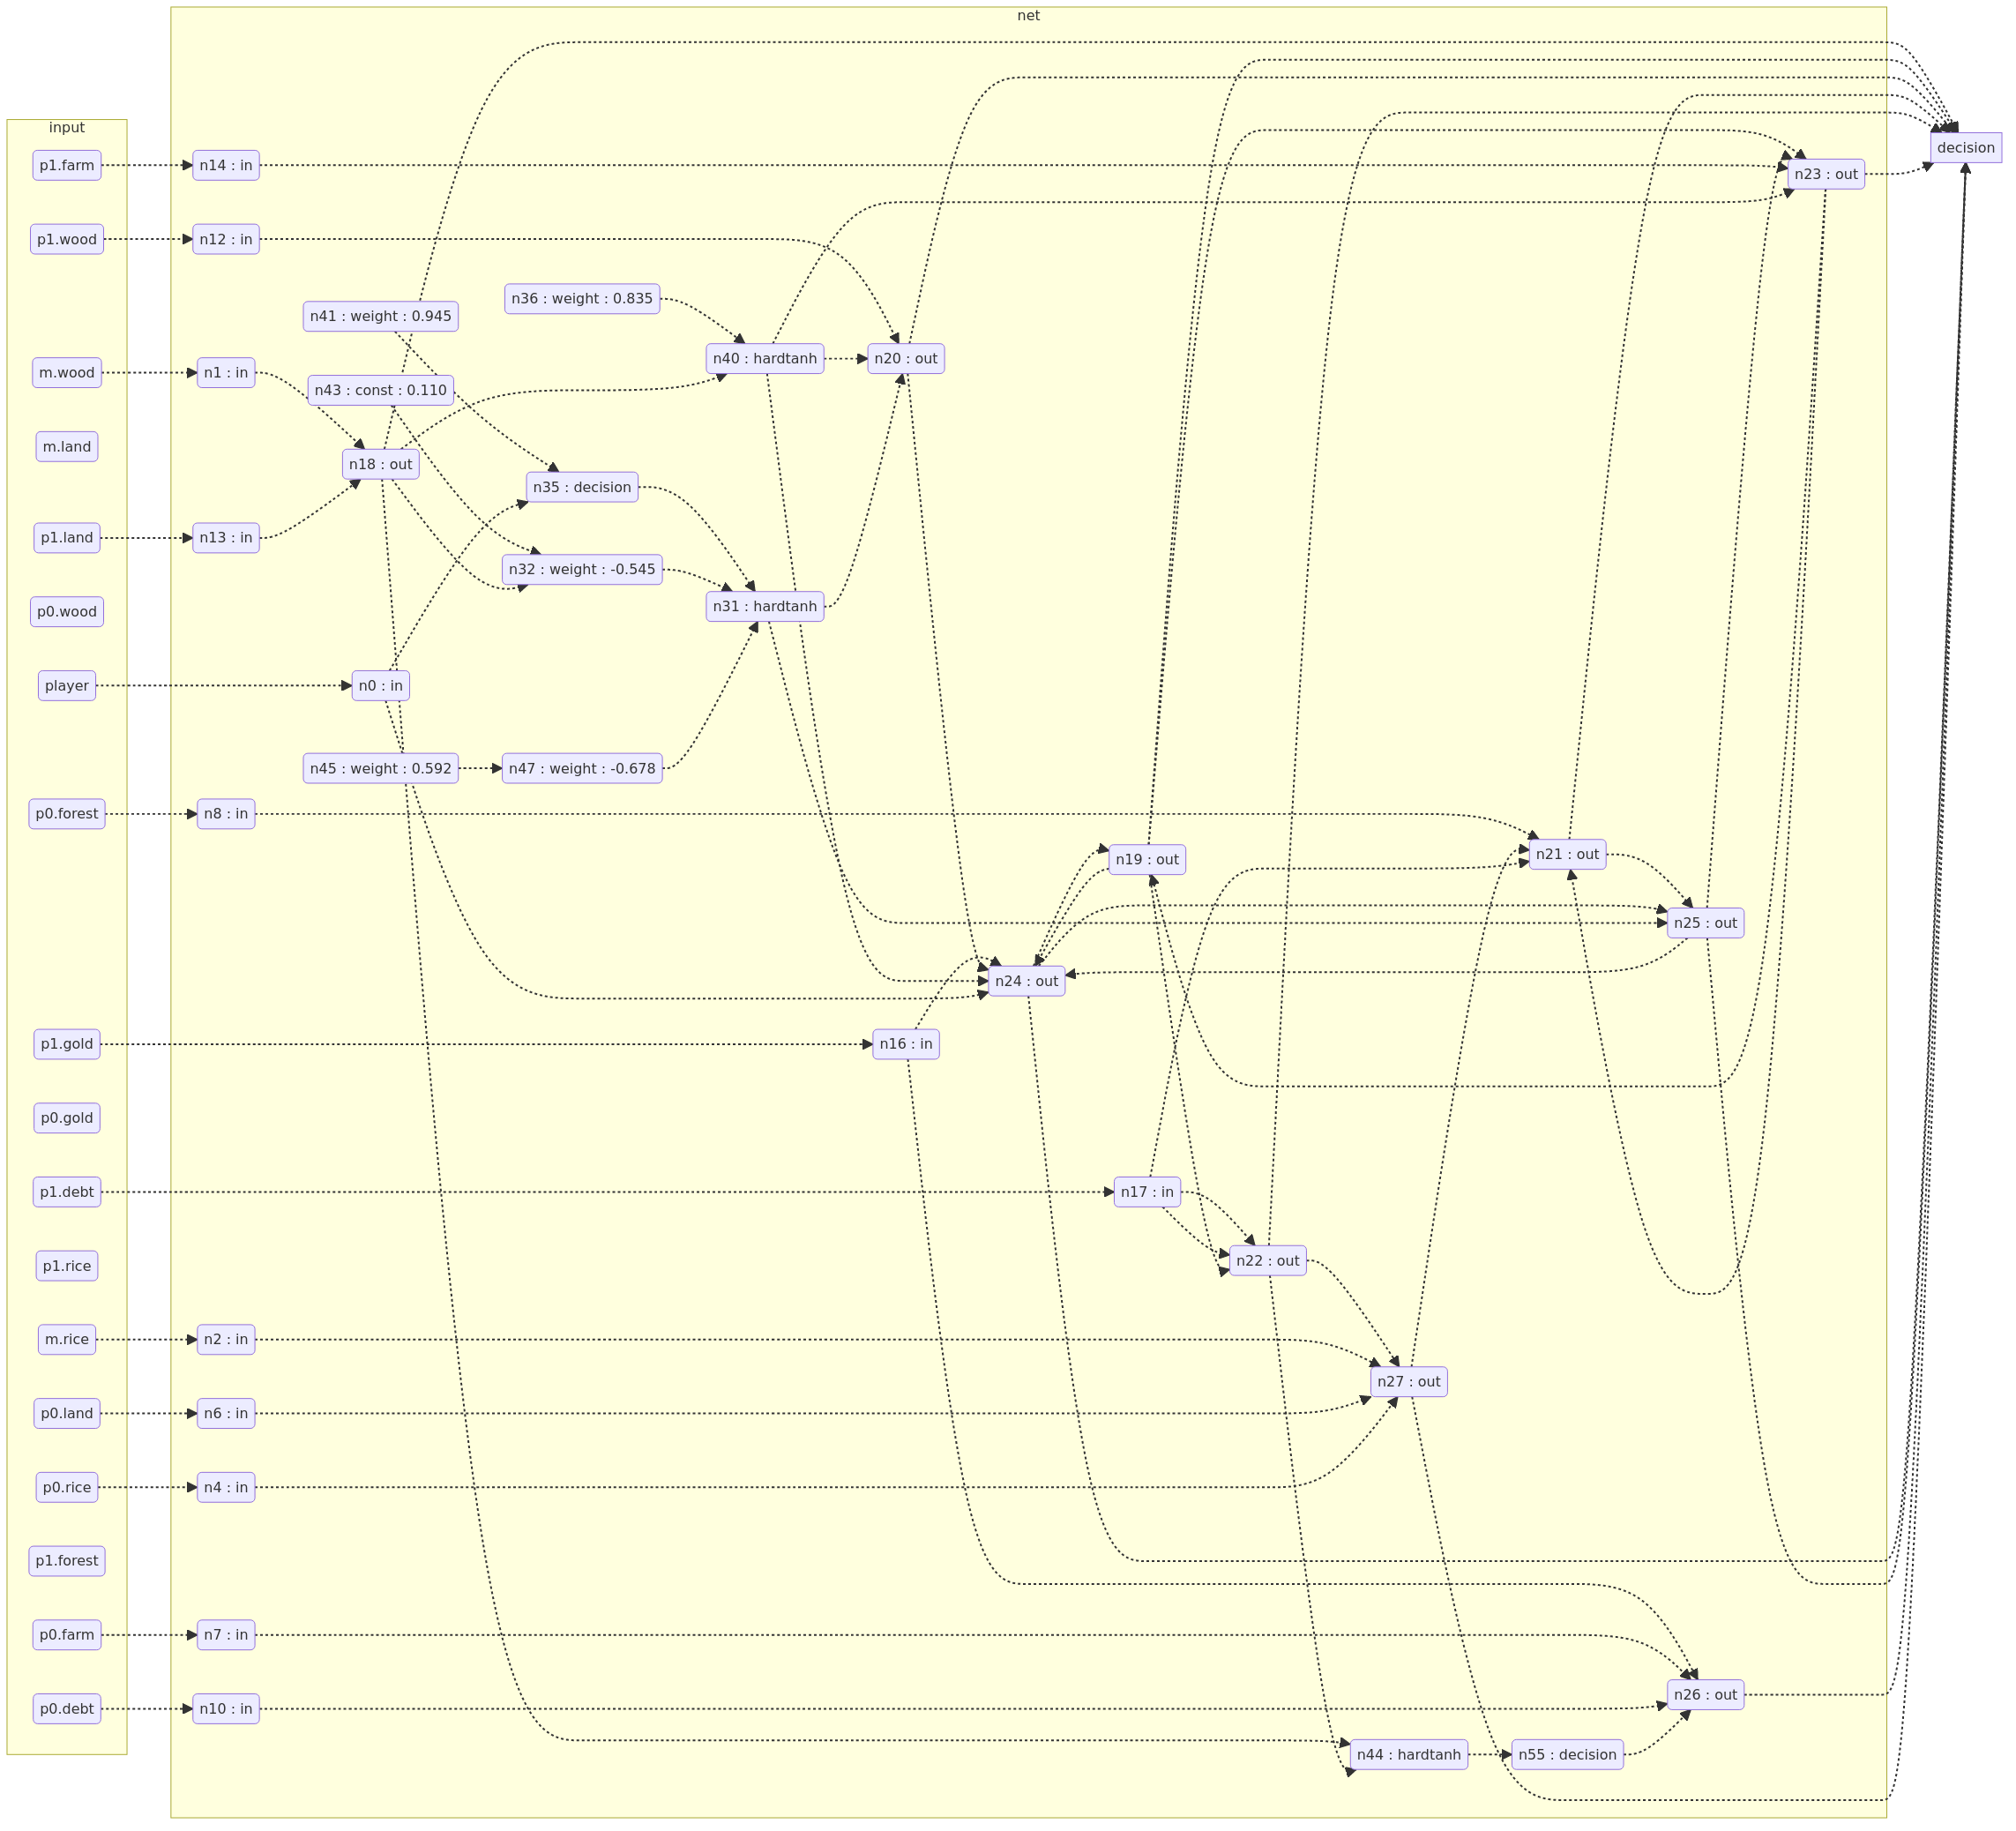 net
input
decision
p1.farm
n14 : in
n23 : out
p1.wood
n12 : in
n36 : weight : 0.835
n41 : weight : 0.945
n40 : hardtanh
n20 : out
m.wood
n1 : in
n43 : const : 0.110
m.land
n18 : out
n35 : decision
p1.land
n13 : in
n32 : weight : -0.545
p0.wood
n31 : hardtanh
player
n0 : in
n45 : weight : 0.592
n47 : weight : -0.678
p0.forest
n8 : in
n19 : out
n21 : out
n25 : out
n24 : out
p1.gold
n16 : in
p0.gold
p1.debt
n17 : in
p1.rice
n22 : out
m.rice
n2 : in
n27 : out
p0.land
n6 : in
p0.rice
n4 : in
p1.forest
p0.farm
n7 : in
n26 : out
p0.debt
n10 : in
n44 : hardtanh
n55 : decision